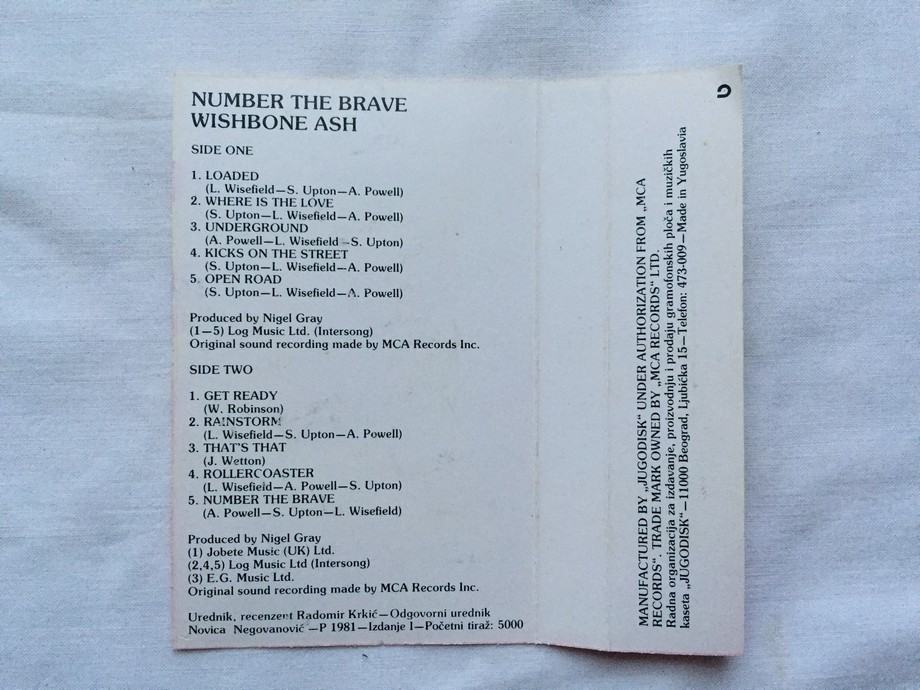 NUMBER THE BRAVE
WISHBONE ASH
SIDE ONE
1. LOADED
(L. Wisefield—S. Upton—A. Powell)
2. WHERE IS THE LOVE
(S. Upton—L. Wisefield—A. Powell)
3. UNDERGROUND
(A. Powell—L. Wisefield—S. Upton)
4. KICKS ON THE STREET
(S. Upton—L. Wisefield—A. Powell)
5. OPEN ROAD
(S. Upton—L. Wisefield—A. Powell)
Produced by Nigel Gray
(1—5) Log Music Ltd. (Intersong)
Original sound recording made by MCA Records Inc.
SIDE TWO
1. GET READY
(W. Robinson)
2. RAINSTORM
(L. Wisefield—S. Upton—A. Powell)
3. THAT'S THAT
(J. Wetton)
4. ROLLERCOASTER
(L. Wisefield—A. Powell—S. Upton)
5. NUMBER THE BRAVE
(A. Powell—S. Upton—L. Wisefield)
Produced by Nigel Gray
(1) Jobete Music (UK) Ltd.
(2,4,5) Log Music Ltd (Intersong)
(3) E.G. Music Ltd.
Original sound recording made by MCA Records Inc.
Urednik, recenzent Radomir Krkić—Odgovorni urednik
Novica Negovanović—P 1981—Izdanje I—Početni tiraž: 5000
MANUFACTURED BY „JUGODISK“ UNDER AUTHORIZATION FROM „MCA
RECORDS“. TRADE MARK OWNED BY „MCA RECORDS“ LTD.
Radna organizacija za izdavanje, proizvodnju i prodaju gramofonskih ploča i muzičkih
kaseta „JUGODISK“—11000 Beograd, Ljubička 15—Telefon: 473-009—Made in Yugoslavia